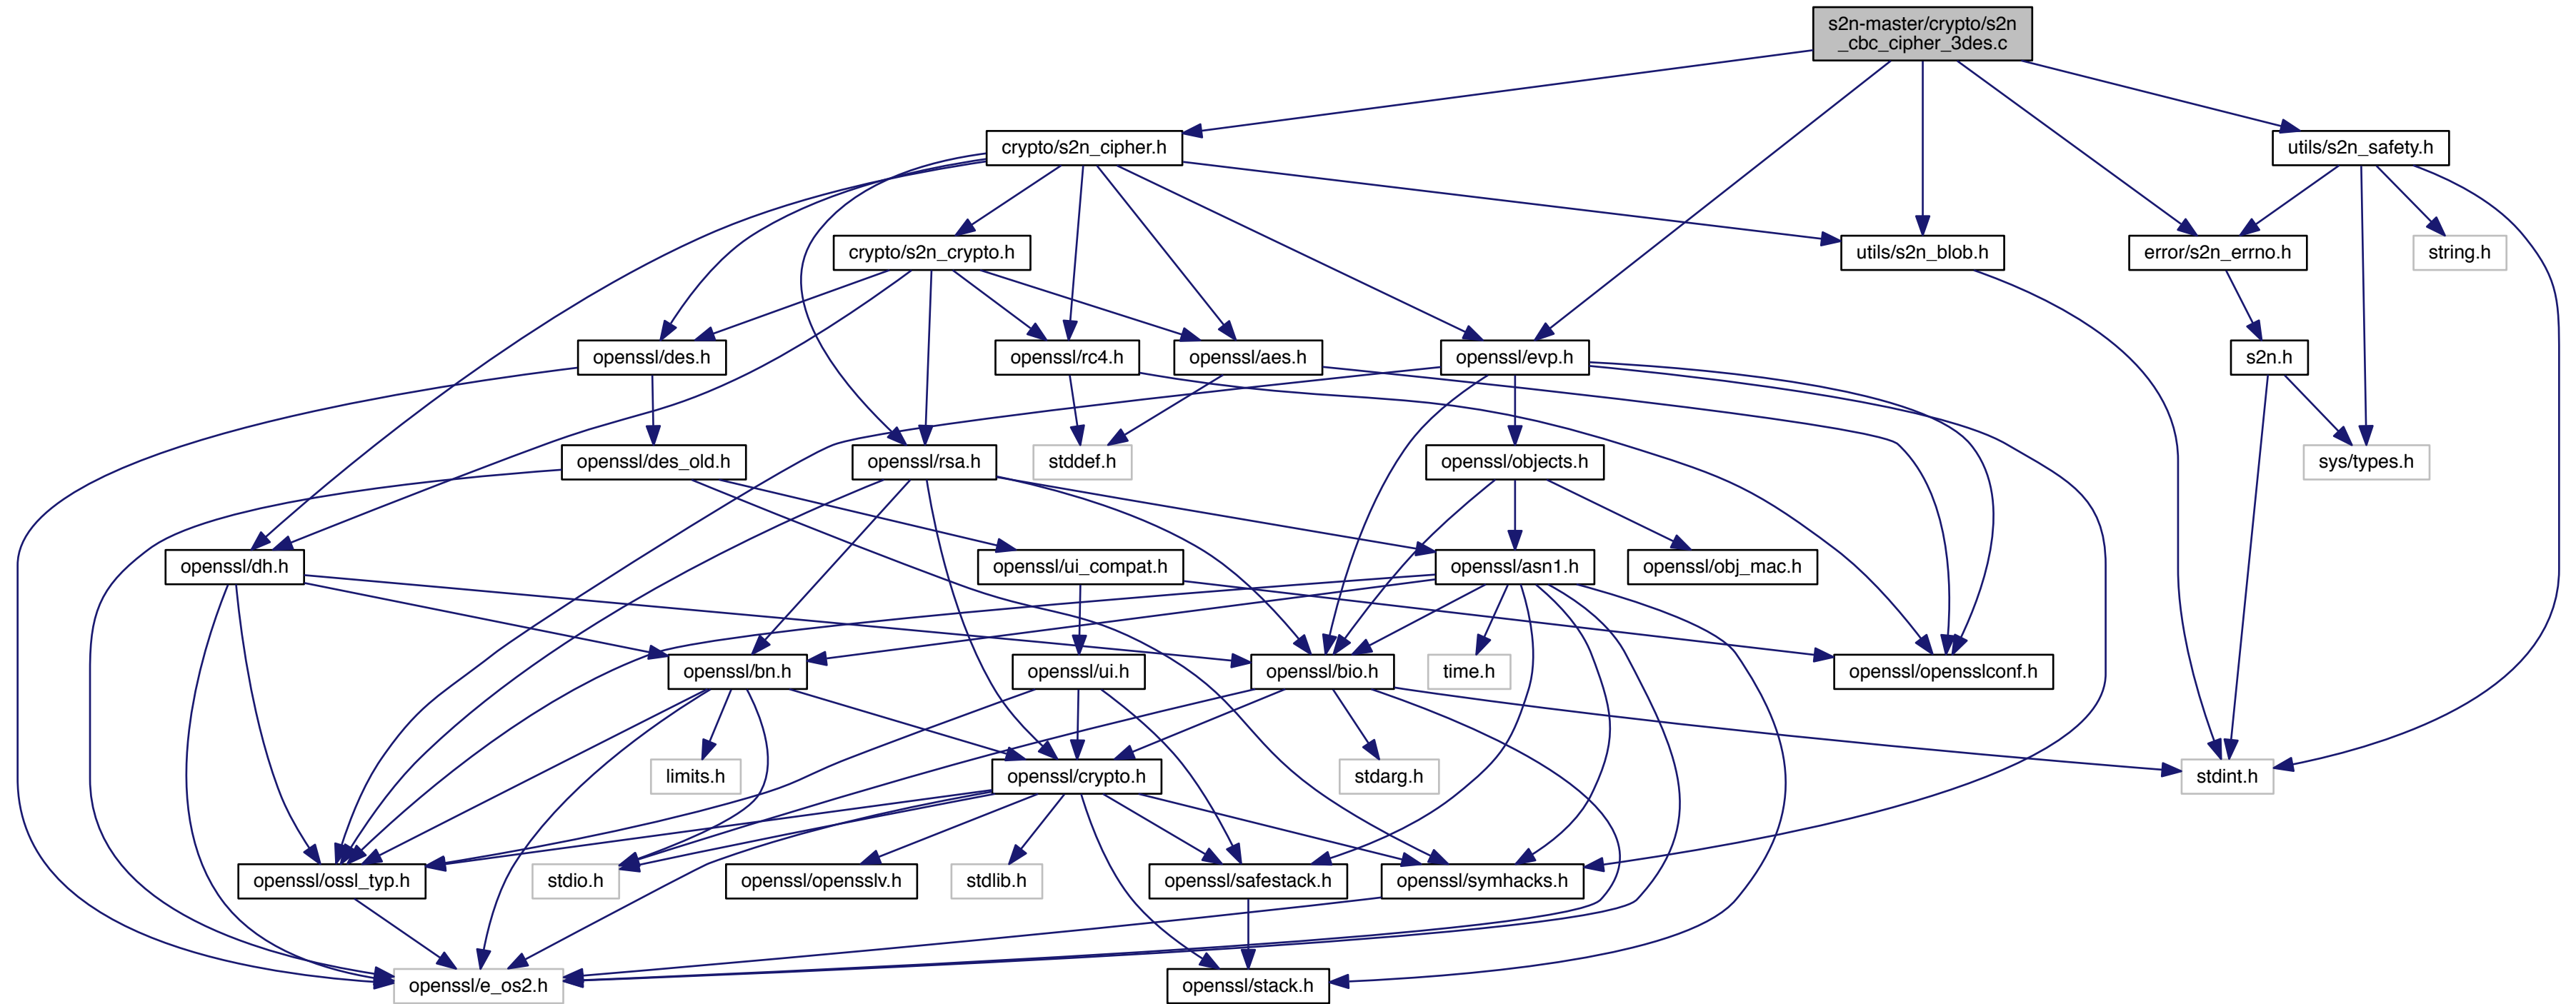 s2n-master/crypto/s2n
_cbc_cipher_3des.c
crypto/s2n_cipher.h
utils/s2n_safety.h
crypto/s2n_crypto.h
utils/s2n_blob.h
error/s2n_errno.h
string.h
openssl/des.h
openssl/rc4.h
openssl/aes.h
openssl/evp.h
s2n.h
openssl/des_old.h
openssl/rsa.h
stddef.h
openssl/objects.h
sys/types.h
openssl/dh.h
openssl/ui_compat.h
openssl/asn1.h
openssl/obj_mac.h
openssl/bn.h
openssl/ui.h
openssl/bio.h
time.h
openssl/opensslconf.h
limits.h
openssl/crypto.h
stdarg.h
stdint.h
openssl/ossl_typ.h
stdio.h
openssl/opensslv.h
stdlib.h
openssl/safestack.h
openssl/symhacks.h
openssl/e_os2.h
openssl/stack.h